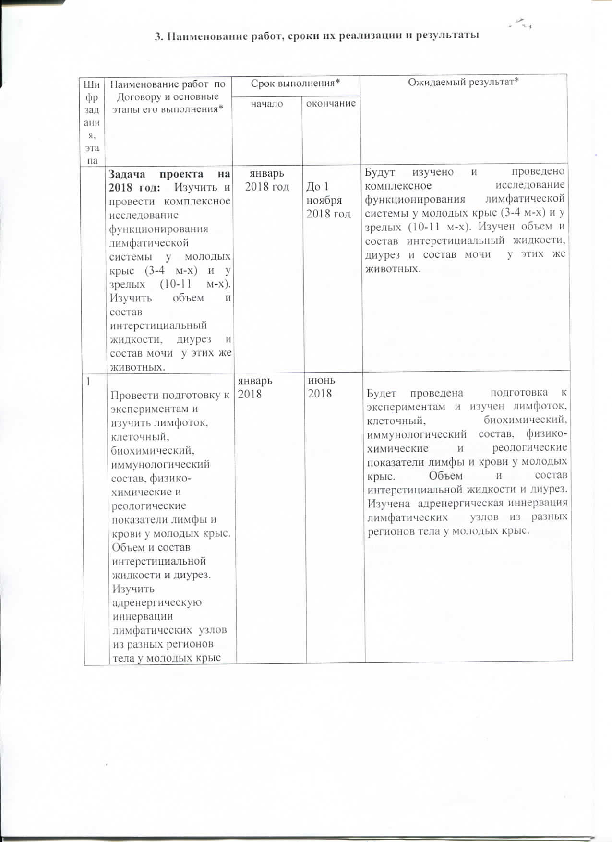 3. Наименование работ, сроки их реализации и результаты
Ши
фр
зад
ани
я,
эта
па
Наименование работ по
Договору и основные
этапы его выполнения*
Срок выполнения*
начало
окончание
Ожидаемый результат*
Задача проекта на
2018 год: Изучить и
провести комплексное
исследование
функционирования
лимфатической
системы у молодых
крыс (3-4 м-х) и у
зрелых (10-11 м-х).
Изучить объем и
состав
интерстициальный
жидкости, диурез и
состав мочи у этих же
животных.
январь
2018 год
До 1
ноября
2018 год
Будут изучено и проведено
комплексное исследование
функционирования лимфатической
системы у молодых крыс (3-4 м-х) и у
зрелых (10-11 м-х). Изучен объем и
состав интерстициальный жидкости,
диурез и состав мочи у этих же
животных.
1
Провести подготовку к
экспериментам и
изучить лимфоток,
клеточный,
биохимический,
иммунологический
состав, физико-
химические и
реологические
показатели лимфы и
крови у молодых крыс.
Объем и состав
интерстициальной
жидкости и диурез.
Изучить
адренергическую
иннервации
лимфатических узлов
из разных регионов
тела у молодых крыс
январь
2018
июнь
2018
Будет проведена подготовка к
экспериментам и изучен лимфоток,
клеточный, биохимический,
иммунологический состав, физико-
химические и реологические
показатели лимфы и крови у молодых
крыс. Объем и состав
интерстициальной жидкости и диурез.
Изучена адренергическая иннервация
лимфатических узлов из разных
регионов тела у молодых крыс.